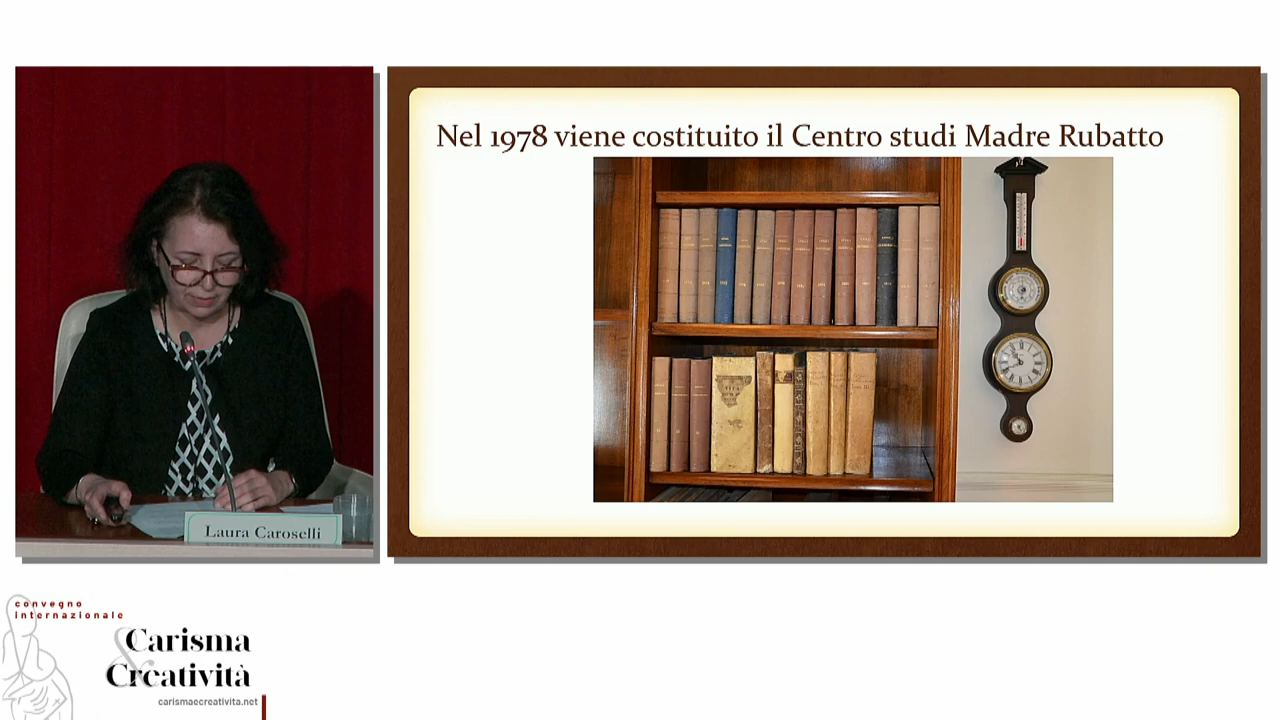 Nel 1978 viene costituito il Centro studi Madre Rubatto
Laura Caroselli
convegno
internazionale
Carisma
&
Creatività
carismaecreativita.net